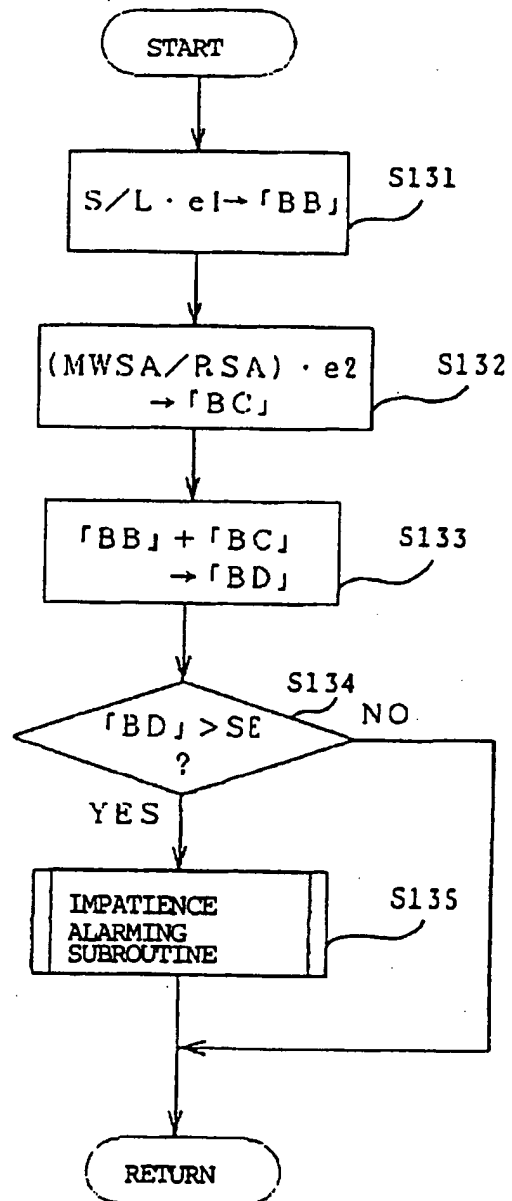 START
S/L · e1→「BB」
S131
(MWSA/RSA) · e2
→「BC」
S132
「BB」+「BC」
→「BD」
S133
S134
「BD」>SE
?
NO
YES
IMPATIENCE
ALARMING
SUBROUTINE
S135
RETURN